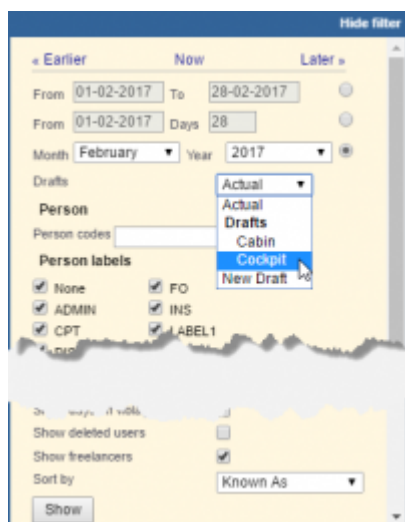 Hide filter
« Earlier Now Later »
From 01-02-2017 To 28-02-2017
From 01-02-2017 Days 28
Month February Year 2017
Drafts Actual
Actual
Person Drafts
Cabin
Person codes Cockpit
Person labels New Draft
None FO
ADMIN INS
CPT LABEL1
Show deleted users
Show freelancers
Sort by Known As
Show